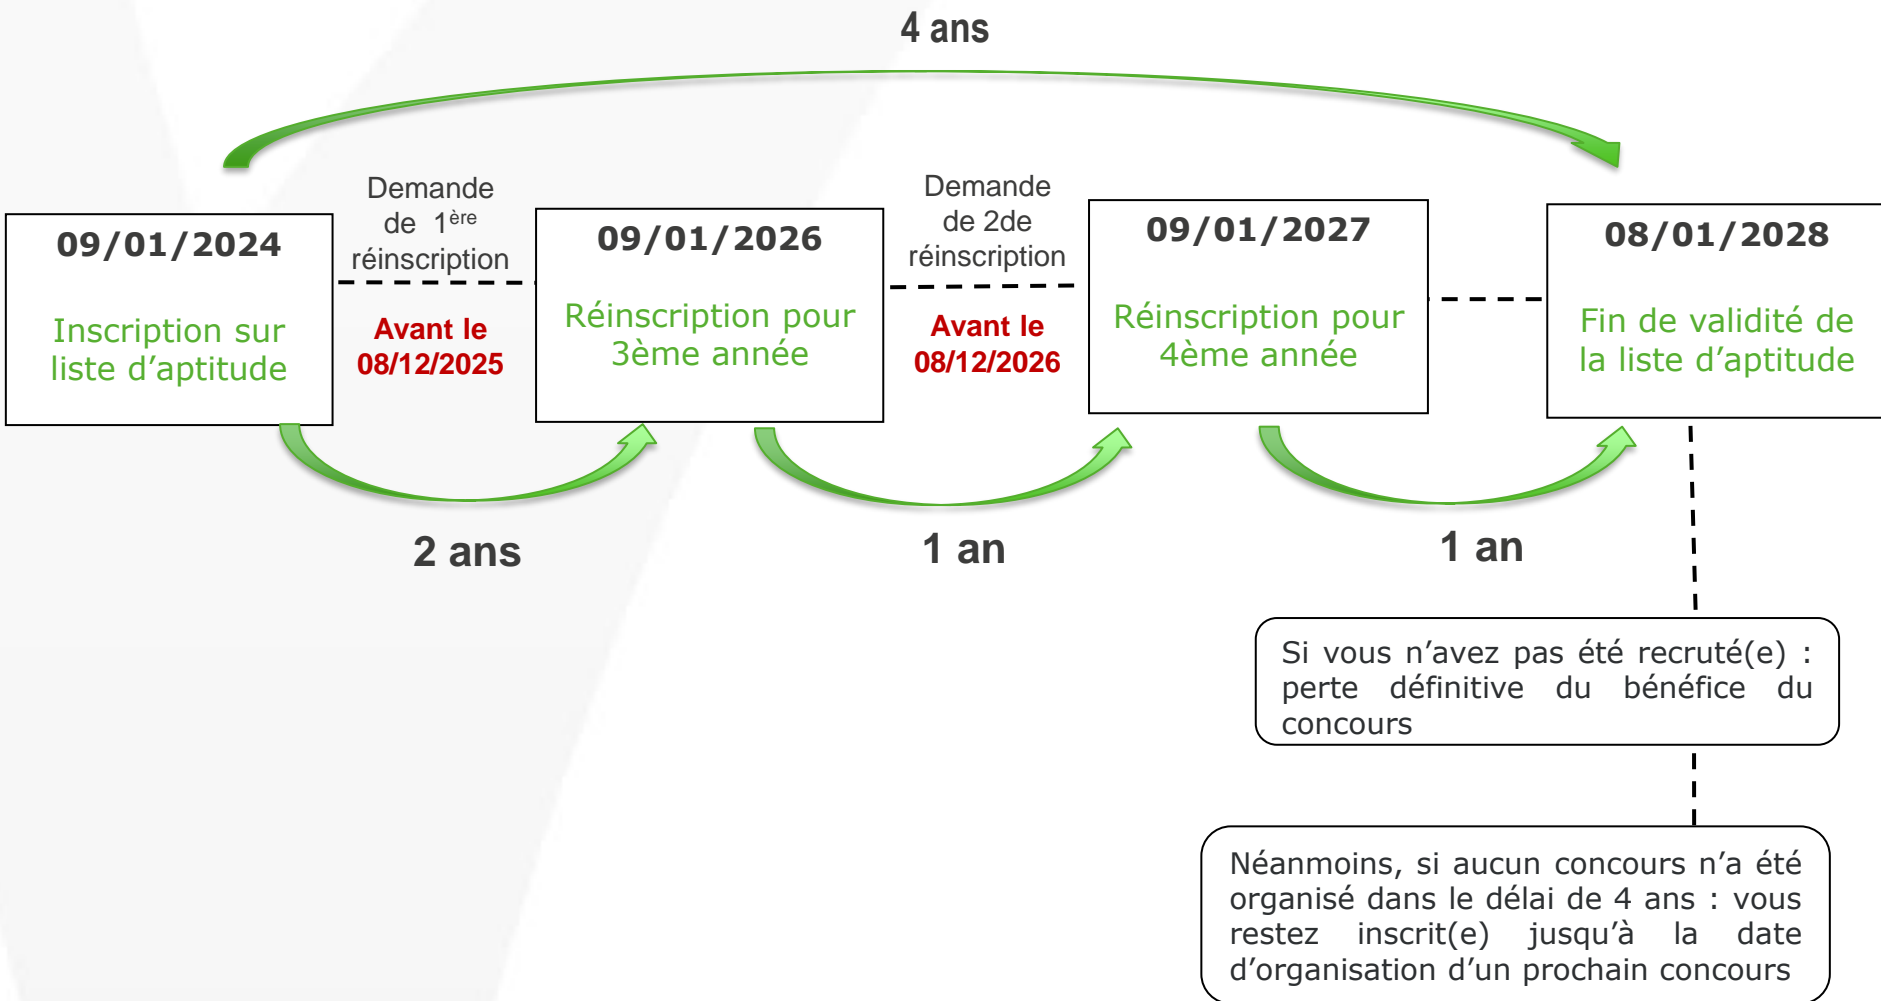 4 ans
09/01/2024
Inscription sur
liste d’aptitude
Demande
de 1ère
réinscription
Avant le
08/12/2025
09/01/2026
Réinscription pour
3ème année
Demande
de 2de
réinscription
Avant le
08/12/2026
09/01/2027
Réinscription pour
4ème année
08/01/2028
Fin de validité de
la liste d’aptitude
2 ans
1 an
1 an
Si vous n’avez pas été recruté(e) :
perte définitive du bénéfice du
concours
Néanmoins, si aucun concours n’a été
organisé dans le délai de 4 ans : vous
restez inscrit(e) jusqu’à la date
d’organisation d’un prochain concours